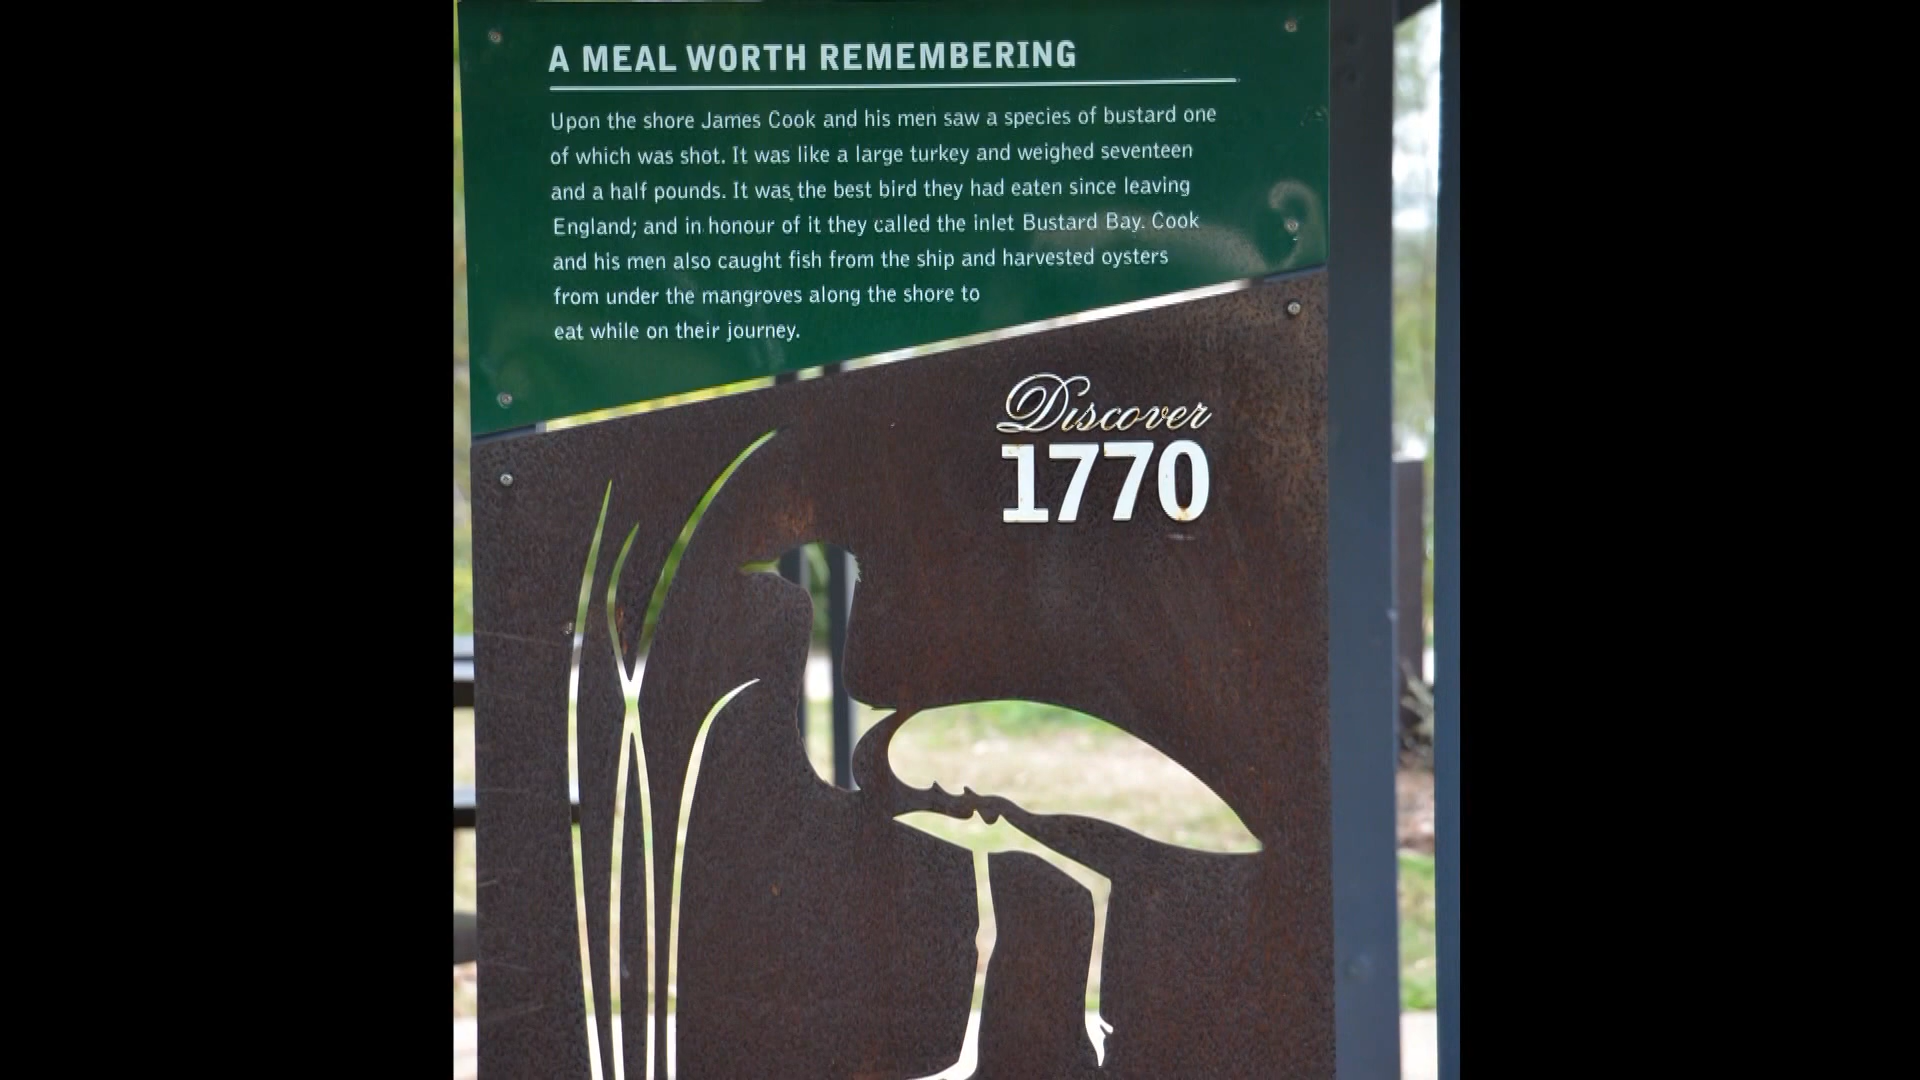 A MEAL WORTH REMEMBERING
Upon the shore James Cook and his men saw a species of bustard one
of which was shot. It was like a large turkey and weighed seventeen
and a half pounds. It was the best bird they had eaten since leaving
England; and in honour of it they called the inlet Bustard Bay. Cook
and his men also caught fish from the ship and harvested oysters
from under the mangroves along the shore to
eat while on their journey.
Discover
1770